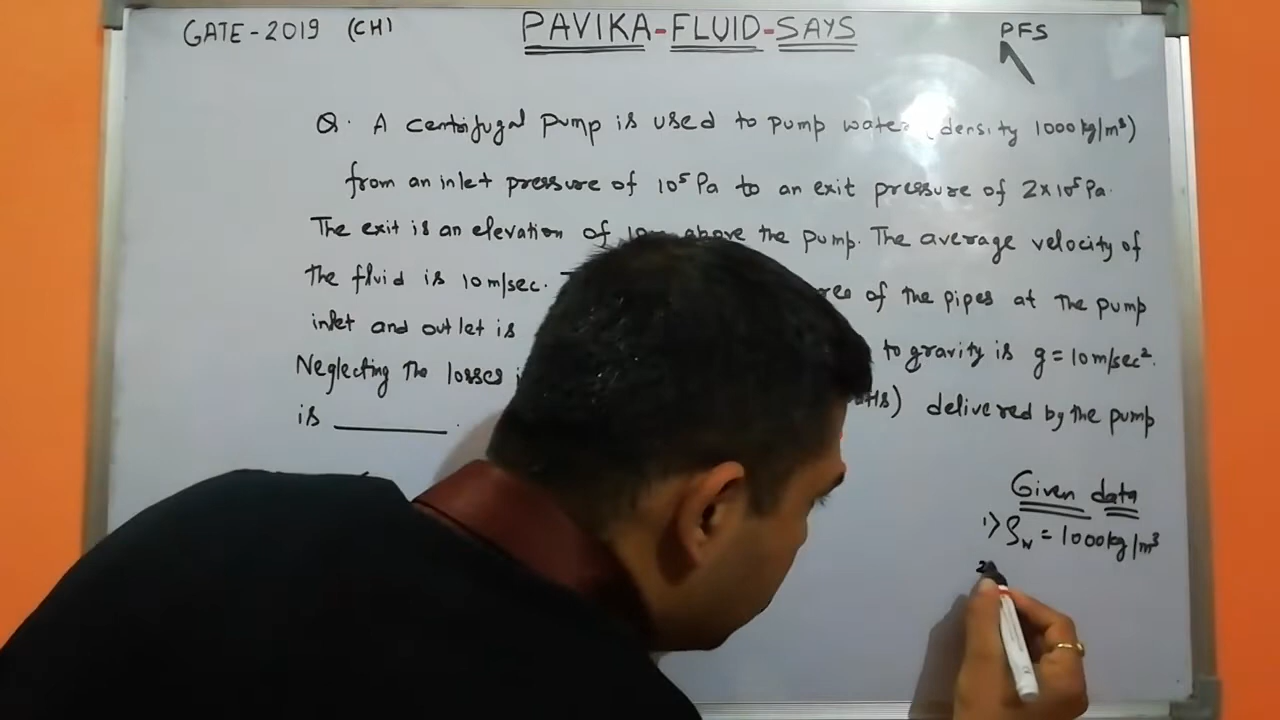 GATE-2019 (CH)
PAVIKA-FLUID-SAYS
PFS
Q. A centrifugal pump is used to pump water (density 1000 kg/m³)
from an inlet pressure of 10⁵ Pa to an exit pressure of 2×10⁵ Pa.
The exit is an elevation of 10m above the pump. The average velocity of
the fluid is 10 m/sec. of the pipes at the pump
inlet and outlet is to gravity is g = 10 m/sec².
Neglecting the losses delivered by the pump
is ______.
Given data
1) ρw = 1000 kg/m³
2